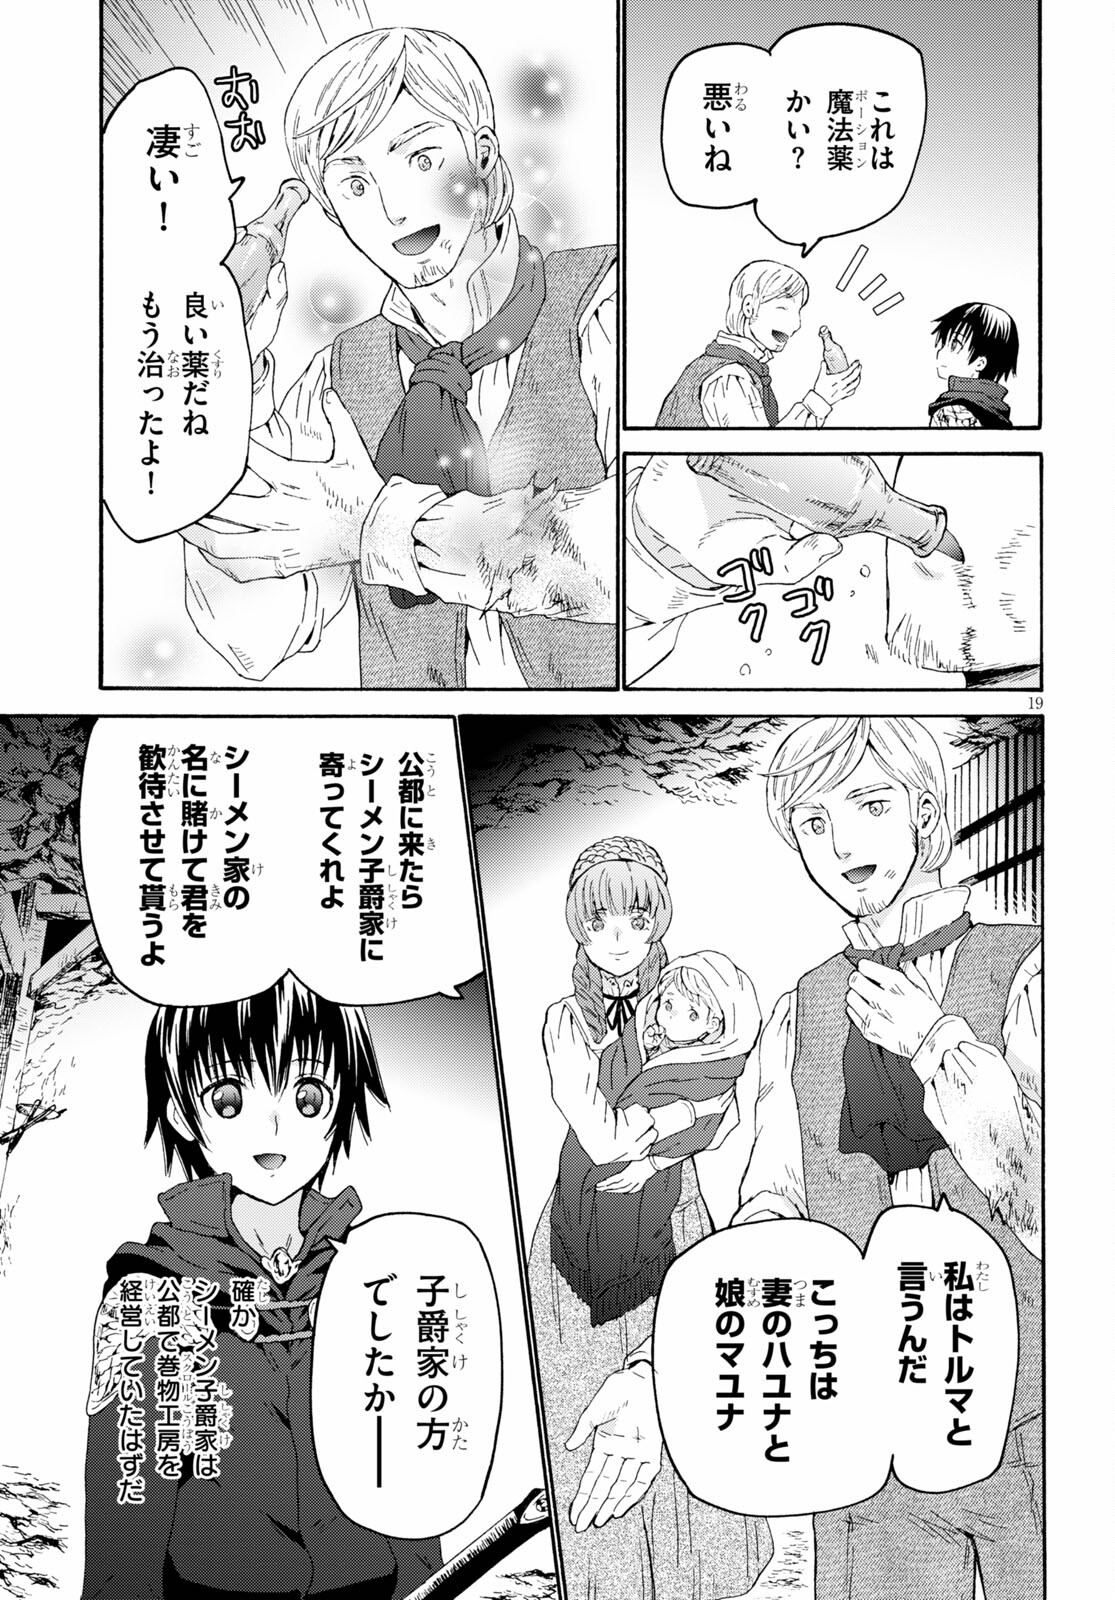 これは
魔法薬
かい？
悪いね
ゴクゴク
おお
凄い！
良い薬だね
もう治ったよ！
19
私はトルマと
言うんだ
こっちは
妻のハユナと
娘のマユナ
公都に来たら
シーメン子爵家に
寄ってくれよ
シーメン家の
名に賭けて君を
歓待させて貰うよ
子爵家の方
でしたか――
確か
シーメン子爵家は
公都で巻物工房を
経営していたはずだ